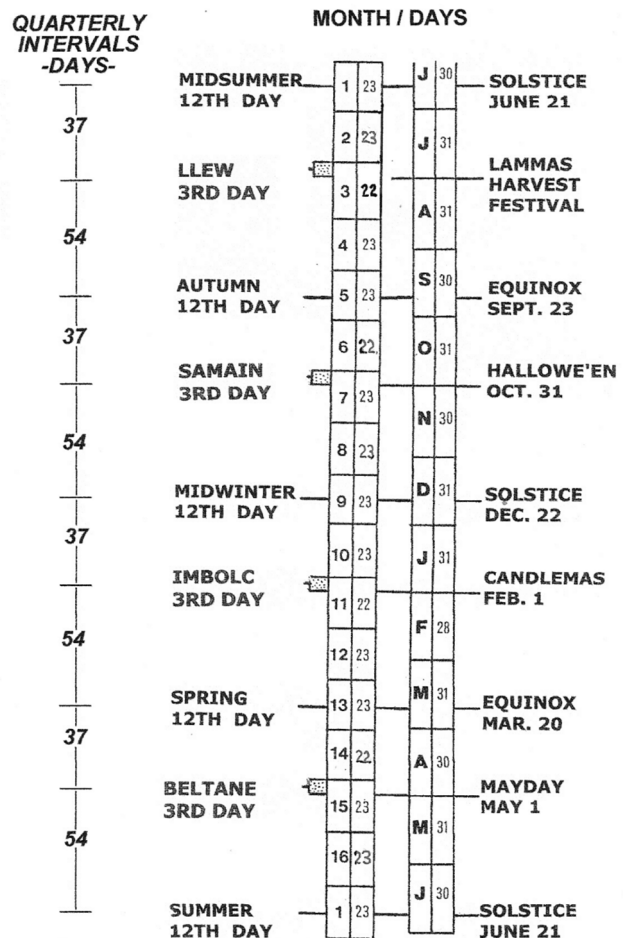 QUARTERLY
INTERVALS
-DAYS-
MONTH / DAYS
MIDSUMMER
12TH DAY
1 23
J 30
SOLSTICE
JUNE 21
37
2 23
J 31
LLEW
3RD DAY
3 22
LAMMAS
HARVEST
FESTIVAL
A 31
54
4 23
AUTUMN
12TH DAY
5 23
S 30
EQUINOX
SEPT. 23
37
6 22
O 31
SAMAIN
3RD DAY
7 23
HALLOWE'EN
OCT. 31
N 30
54
8 23
MIDWINTER
12TH DAY
9 23
D 31
SOLSTICE
DEC. 22
37
10 23
J 31
IMBOLC
3RD DAY
11 22
CANDLEMAS
FEB. 1
F 28
54
12 23
SPRING
12TH DAY
13 23
M 31
EQUINOX
MAR. 20
37
14 22
A 30
BELTANE
3RD DAY
15 23
MAYDAY
MAY 1
M 31
54
16 23
J 30
SUMMER
12TH DAY
1 23
SOLSTICE
JUNE 21